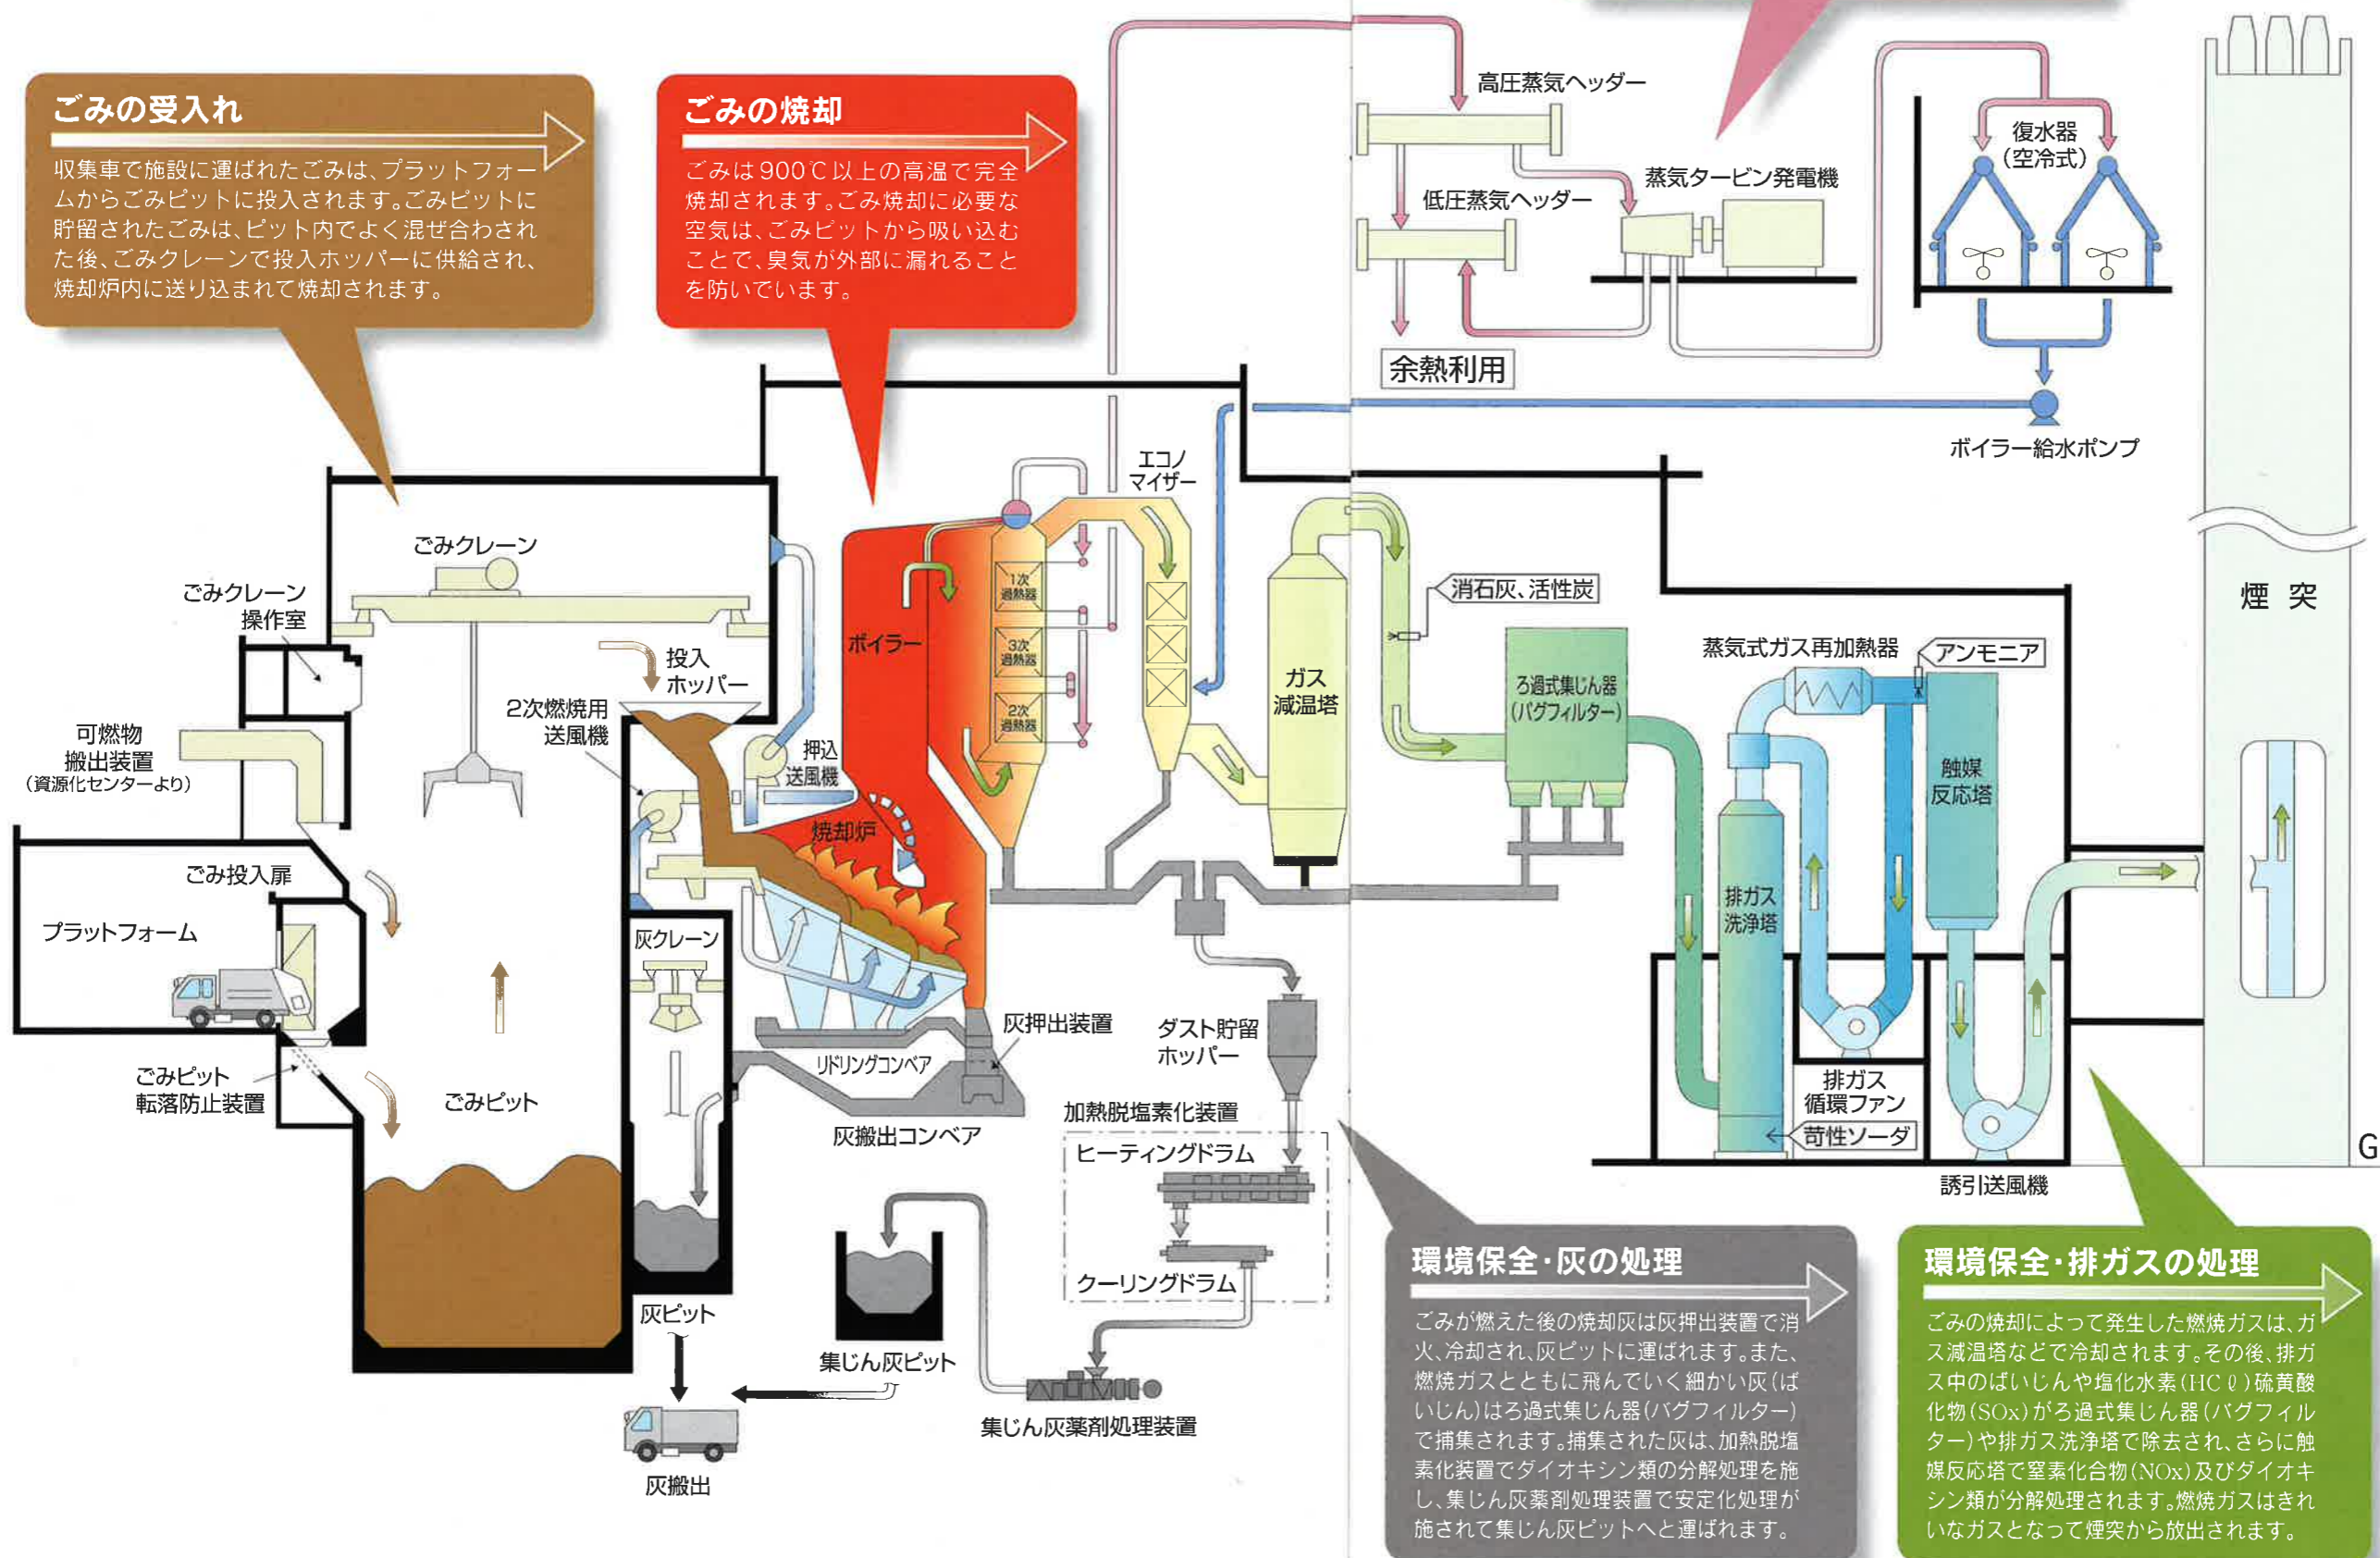 ごみの受入れ
収集車で施設に運ばれたごみは、プラットフォー
ムからごみピットに投入されます。ごみピットに
貯留されたごみは、ピット内でよく混ぜ合わされ
た後、ごみクレーンで投入ホッパーに供給され、
焼却炉内に送り込まれて焼却されます。
ごみの焼却
ごみは900℃以上の高温で完全
焼却されます。ごみ焼却に必要な
空気は、ごみピットから吸い込む
ことで、臭気が外部に漏れること
を防いでいます。
高圧蒸気ヘッダー
低圧蒸気ヘッダー
蒸気タービン発電機
復水器
(空冷式)
余熱利用
ボイラー給水ポンプ
エコノ
マイザー
ごみクレーン
ごみクレーン
操作室
投入
ホッパー
2次燃焼用
送風機
押込
送風機
可燃物
搬出装置
(資源化センターより)
ごみ投入扉
プラットフォーム
ごみピット
転落防止装置
ごみピット
ボイラー
1次
過熱器
3次
過熱器
2次
過熱器
焼却炉
ガス
減温塔
消石灰、活性炭
ろ過式集じん器
(バグフィルター)
蒸気式ガス再加熱器
アンモニア
触媒
反応塔
排ガス
洗浄塔
煙突
灰クレーン
リドリングコンベア
灰押出装置
灰搬出コンベア
ダスト貯留
ホッパー
加熱脱塩素化装置
ヒーティングドラム
クーリングドラム
排ガス
循環ファン
苛性ソーダ
誘引送風機
G
灰ピット
集じん灰ピット
集じん灰薬剤処理装置
灰搬出
環境保全・灰の処理
ごみが燃えた後の焼却灰は灰押出装置で消
火、冷却され、灰ピットに運ばれます。また、
燃焼ガスとともに飛んでいく細かい灰(ば
いじん)はろ過式集じん器(バグフィルター)
で捕集されます。捕集された灰は、加熱脱塩
素化装置でダイオキシン類の分解処理を施
し、集じん灰薬剤処理装置で安定化処理が
施されて集じん灰ピットへと運ばれます。
環境保全・排ガスの処理
ごみの焼却によって発生した燃焼ガスは、ガ
ス減温塔などで冷却されます。その後、排ガ
ス中のばいじんや塩化水素(HCℓ)硫黄酸
化物(SOx)がろ過式集じん器(バグフィル
ター)や排ガス洗浄塔で除去され、さらに触
媒反応塔で窒素化合物(NOx)及びダイオキ
シン類が分解処理されます。燃焼ガスはきれ
いなガスとなって煙突から放出されます。